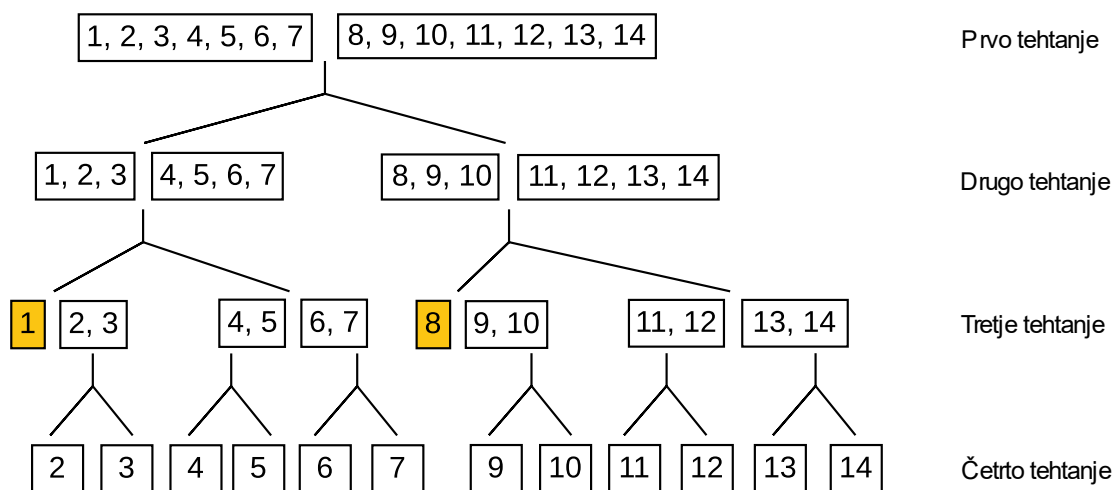 1, 2, 3, 4, 5, 6, 7 8, 9, 10, 11, 12, 13, 14 Prvo tehtanje
1, 2, 3 4, 5, 6, 7 8, 9, 10 11, 12, 13, 14 Drugo tehtanje
1 2, 3 4, 5 6, 7 8 9, 10 11, 12 13, 14 Tretje tehtanje
2 3 4 5 6 7 9 10 11 12 13 14 Četrto tehtanje